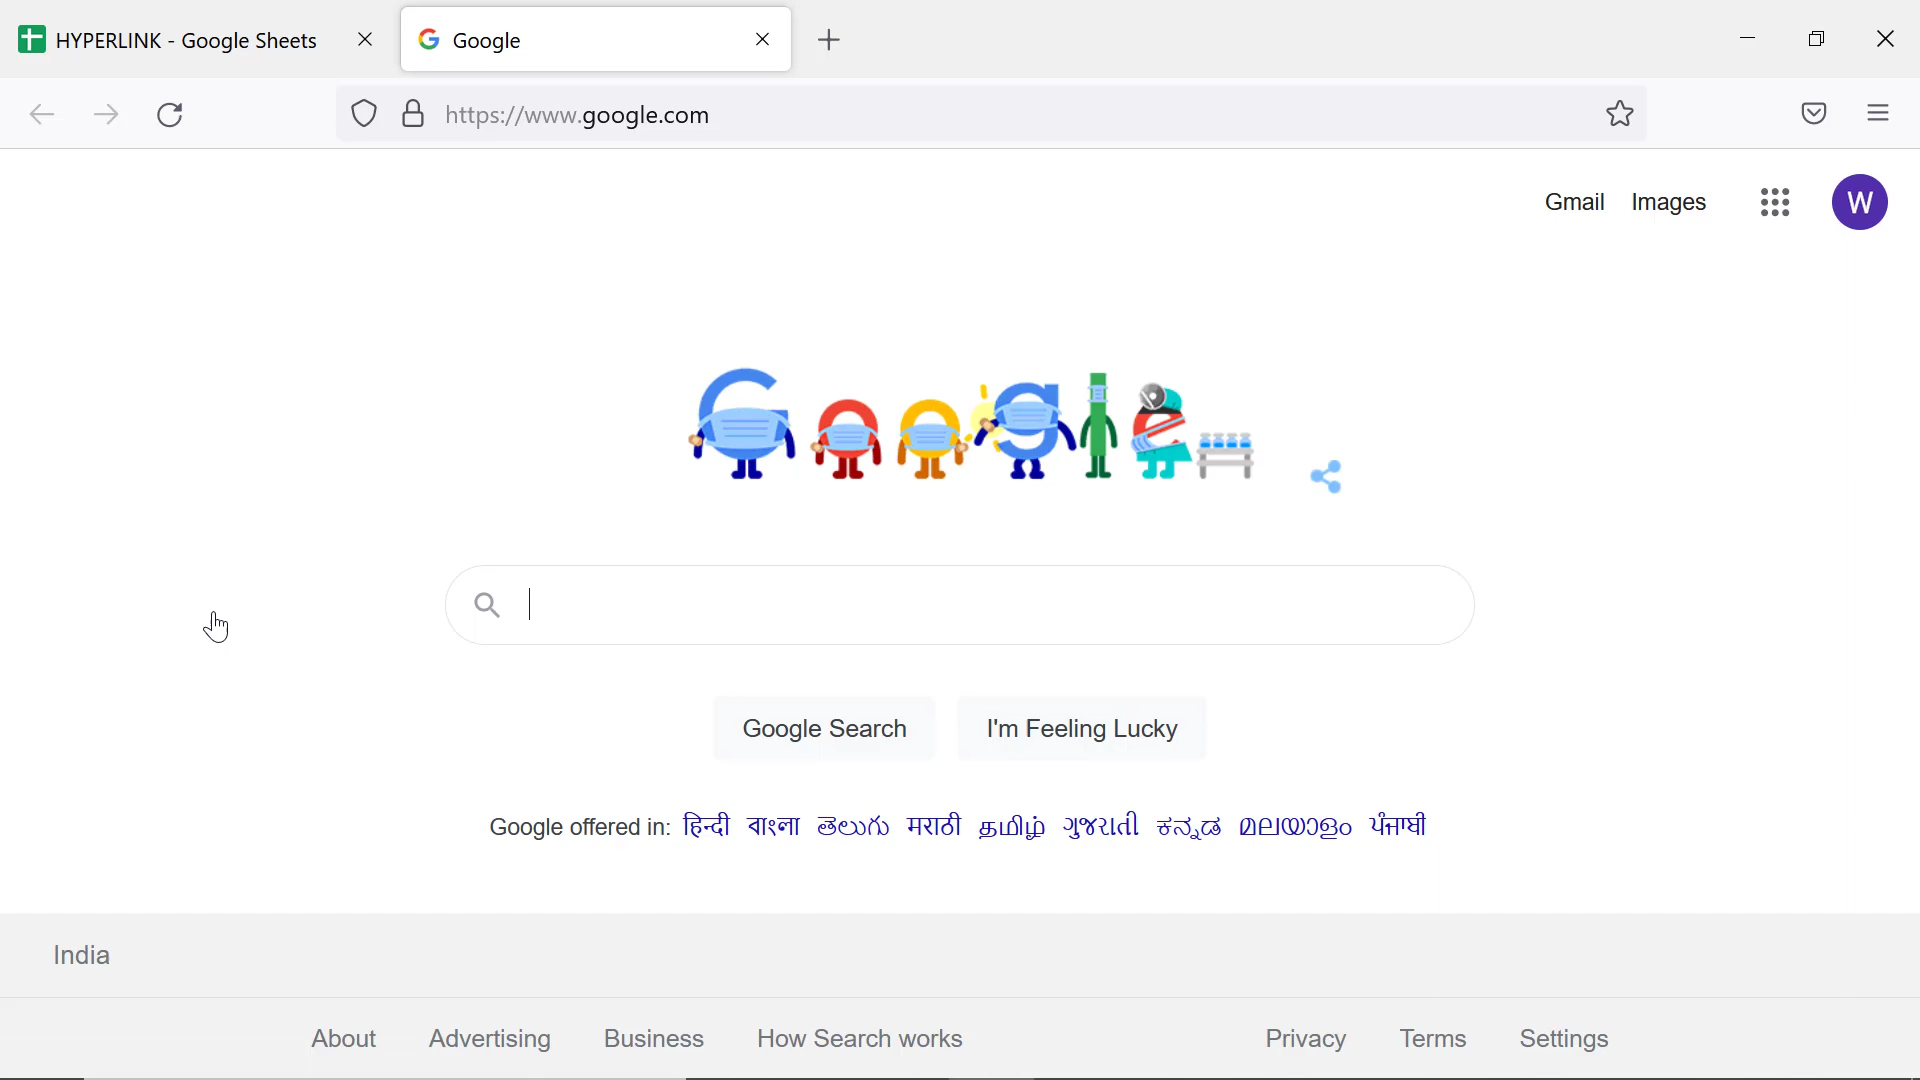 HYPERLINK - Google Sheets
Google
https://www.google.com
Gmail Images
W
Google
Google Search I'm Feeling Lucky
Google offered in: हिन्दी বাংলা తెలుగు मराठी தமிழ் ગુજરાતી ಕನ್ನಡ മലയാളം ਪੰਜਾਬੀ
India
About Advertising Business How Search works Privacy Terms Settings